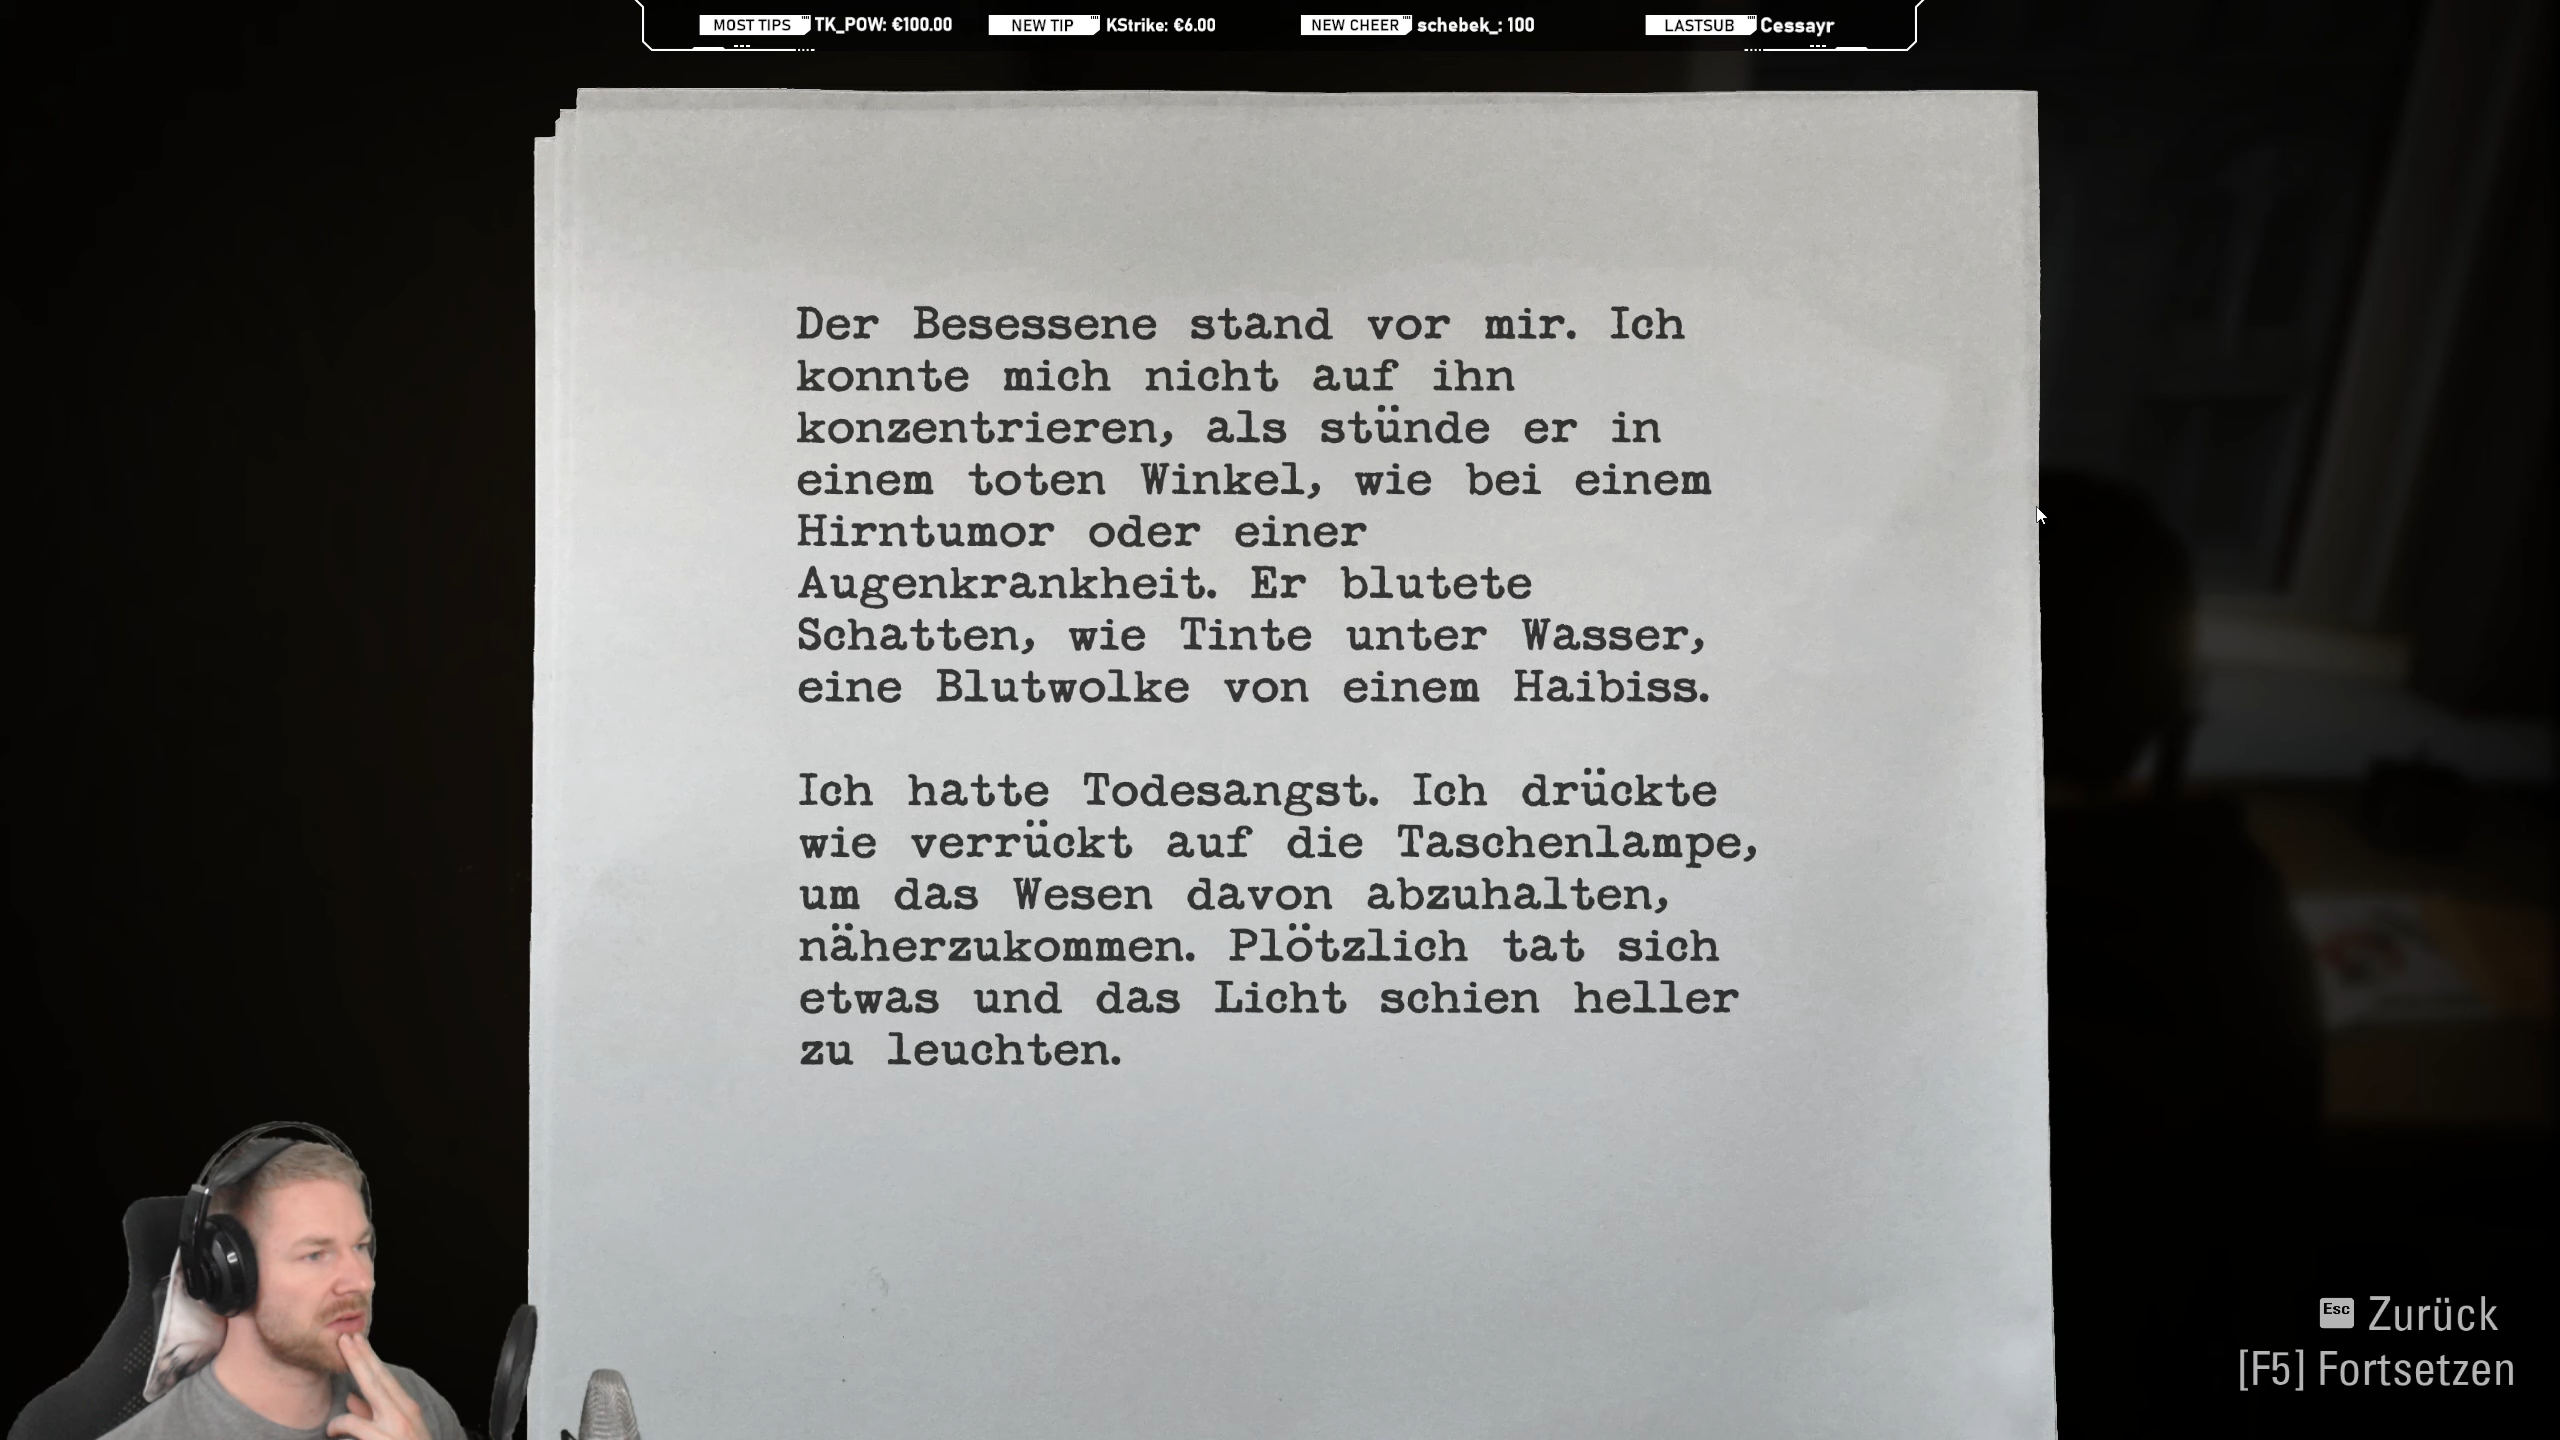 MOST TIPS TK_POW: €100.00 NEW TIP KStrike: €6.00 NEW CHEER schebek_: 100 LASTSUB Cessayr
Der Besessene stand vor mir. Ich
konnte mich nicht auf ihn
konzentrieren, als stünde er in
einem toten Winkel, wie bei einem
Hirntumor oder einer
Augenkrankheit. Er blutete
Schatten, wie Tinte unter Wasser,
eine Blutwolke von einem Haibiss.
Ich hatte Todesangst. Ich drückte
wie verrückt auf die Taschenlampe,
um das Wesen davon abzuhalten,
näherzukommen. Plötzlich tat sich
etwas und das Licht schien heller
zu leuchten.
Esc Zurück
[F5] Fortsetzen